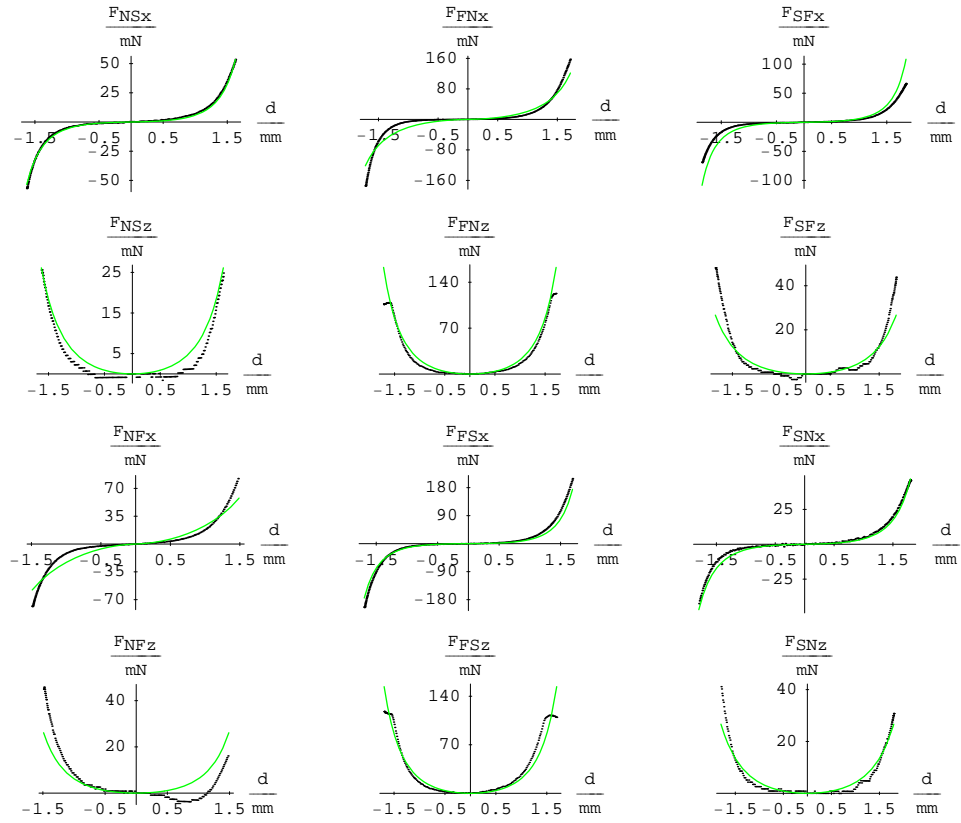 F_NSx F_FNx F_SFx
mN mN mN
50 160 100
25 80 50
d d d
mm mm mm
-1.5 -0.5 0.5 1.5 -1.5 -0.5 0.5 1.5 -1.5 -0.5 0.5 1.5
-25 -80 -50
-50 -160 -100
F_NSz F_FNz F_SFz
mN mN mN
25 140 40
15 70 20
5
d d d
mm mm mm
-1.5 -0.5 0.5 1.5 -1.5 -0.5 0.5 1.5 -1.5 -0.5 0.5 1.5
F_NFx F_FSx F_SNx
mN mN mN
70 180 25
35 90
d d d
mm mm mm
-1.5 -0.5 0.5 1.5 -1.5 -0.5 0.5 1.5 -1.5 -0.5 0.5 1.5
-35 -90 -25
-70 -180
F_NFz F_FSz F_SNz
mN mN mN
40 140 40
20 70 20
d d d
mm mm mm
-1.5 -0.5 0.5 1.5 -1.5 -0.5 0.5 1.5 -1.5 -0.5 0.5 1.5